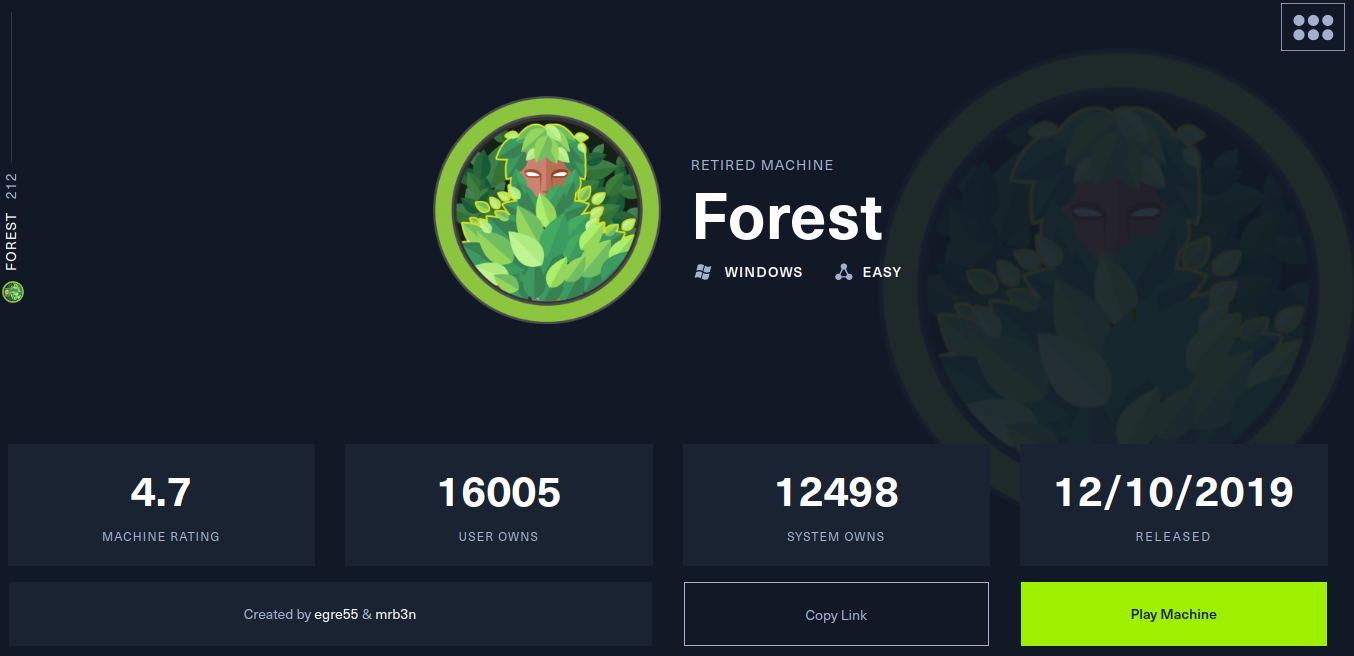 FOREST 212
RETIRED MACHINE
Forest
WINDOWS EASY
4.7
MACHINE RATING
16005
USER OWNS
12498
SYSTEM OWNS
12/10/2019
RELEASED
Created by egre55 & mrb3n
Copy Link
Play Machine